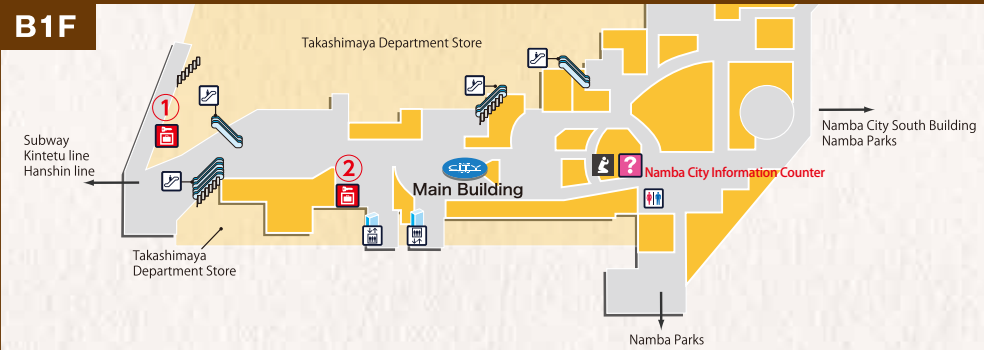 B1F
Takashimaya Department Store
1
Subway
Kintetu line
Hanshin line
2
CITY
Main Building
?
Namba City Information Counter
Namba City South Building
Namba Parks
Takashimaya
Department Store
Namba Parks